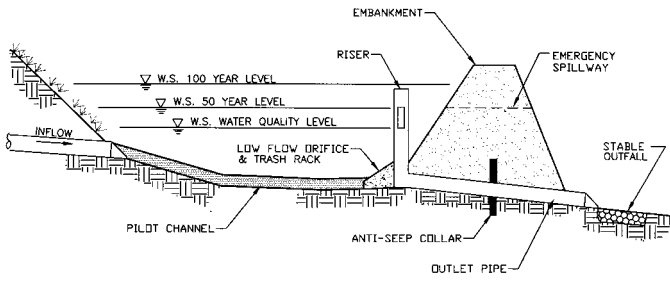 EMBANKMENT
RISER
EMERGENCY
SPILLWAY
W.S. 100 YEAR LEVEL
W.S. 50 YEAR LEVEL
W.S. WATER QUALITY LEVEL
INFLOW
LOW FLOW ORIFICE
& TRASH RACK
STABLE
OUTFALL
PILOT CHANNEL
ANTI-SEEP COLLAR
OUTLET PIPE